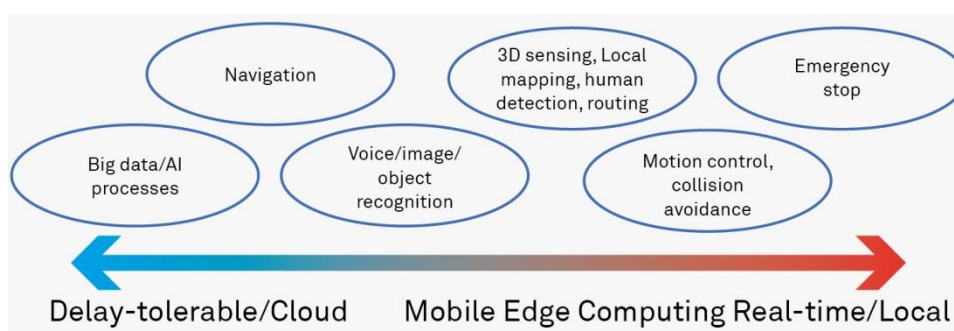 Navigation
3D sensing, Local
mapping, human
detection, routing
Emergency
stop
Big data/AI
processes
Voice/image/
object
recognition
Motion control,
collision
avoidance
Delay-tolerable/Cloud
Mobile Edge Computing Real-time/Local